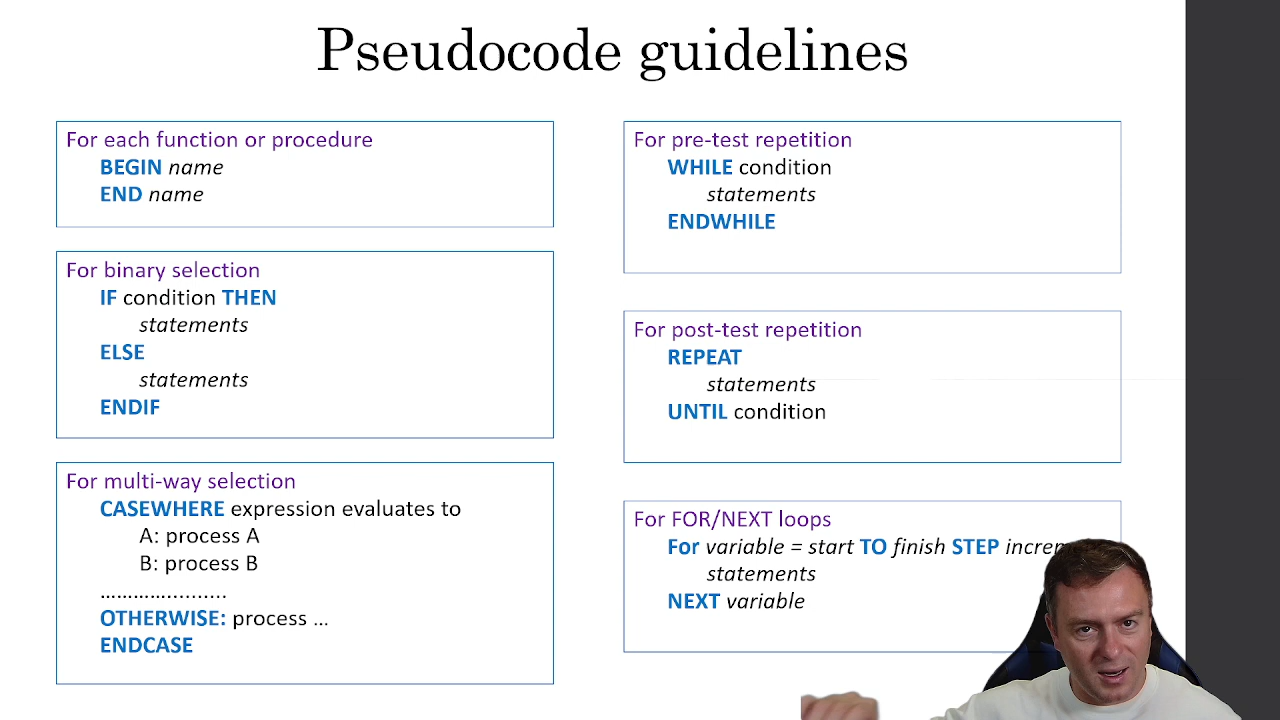 Pseudocode guidelines
For each function or procedure
BEGIN name
END name
For binary selection
IF condition THEN
statements
ELSE
statements
ENDIF
For multi-way selection
CASEWHERE expression evaluates to
A: process A
B: process B
......................
OTHERWISE: process ...
ENDCASE
For pre-test repetition
WHILE condition
statements
ENDWHILE
For post-test repetition
REPEAT
statements
UNTIL condition
For FOR/NEXT loops
For variable = start TO finish STEP
statements
NEXT variable